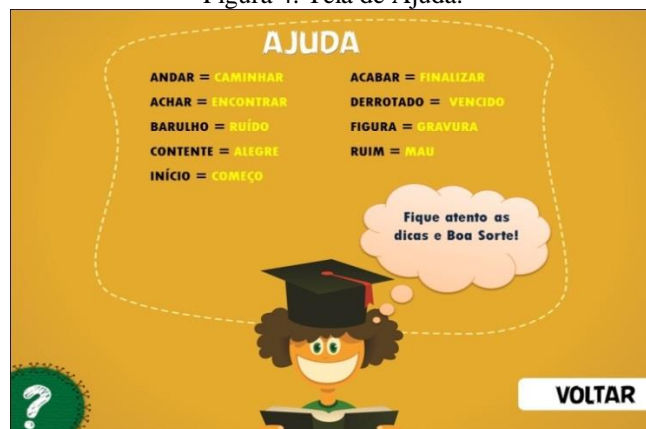 Figura 4: Tela de Ajuda.
AJUDA
ANDAR = CAMINHAR
ACHAR = ENCONTRAR
BARULHO = RUÍDO
CONTENTE = ALEGRE
INÍCIO = COMEÇO
ACABAR = FINALIZAR
DERROTADO = VENCIDO
FIGURA = GRAVURA
RUIM = MAU
Fique atento as
dicas e Boa Sorte!
?
VOLTAR